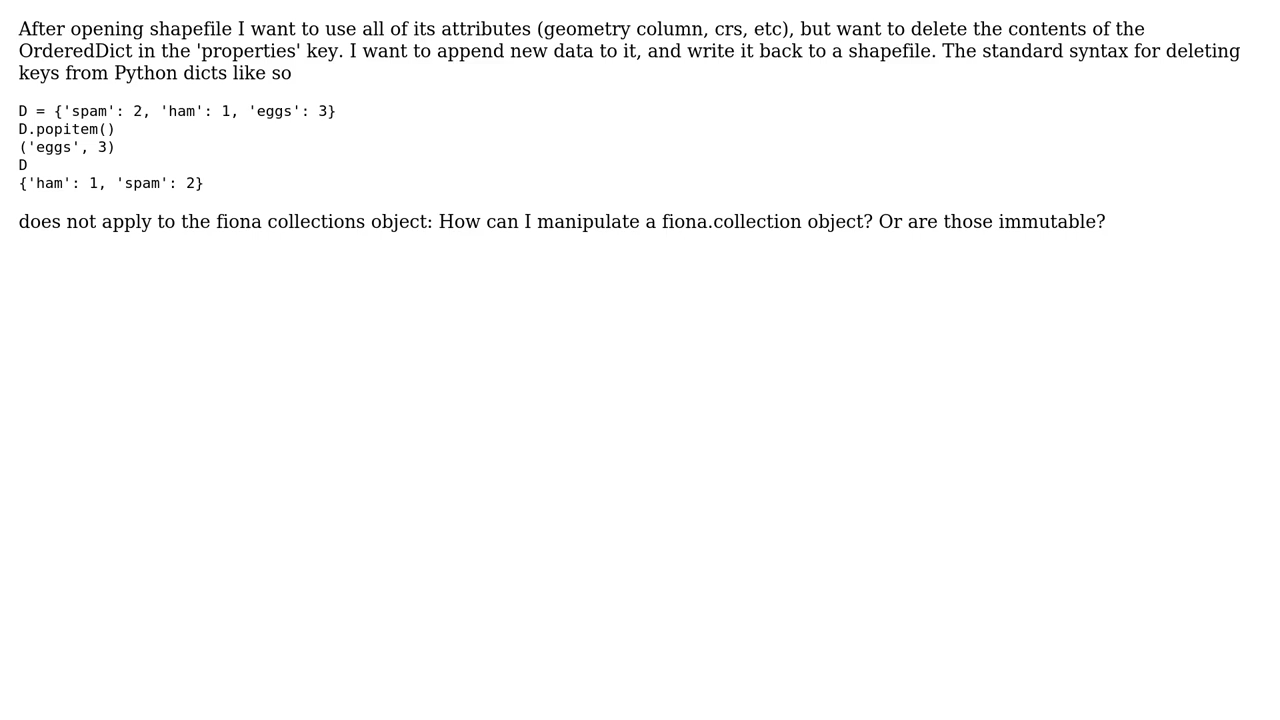 After opening shapefile I want to use all of its attributes (geometry column, crs, etc), but want to delete the contents of the
OrderedDict in the 'properties' key. I want to append new data to it, and write it back to a shapefile. The standard syntax for deleting
keys from Python dicts like so
D = {'spam': 2, 'ham': 1, 'eggs': 3}
D.popitem()
('eggs', 3)
D
{'ham': 1, 'spam': 2}
does not apply to the fiona collections object: How can I manipulate a fiona.collection object? Or are those immutable?